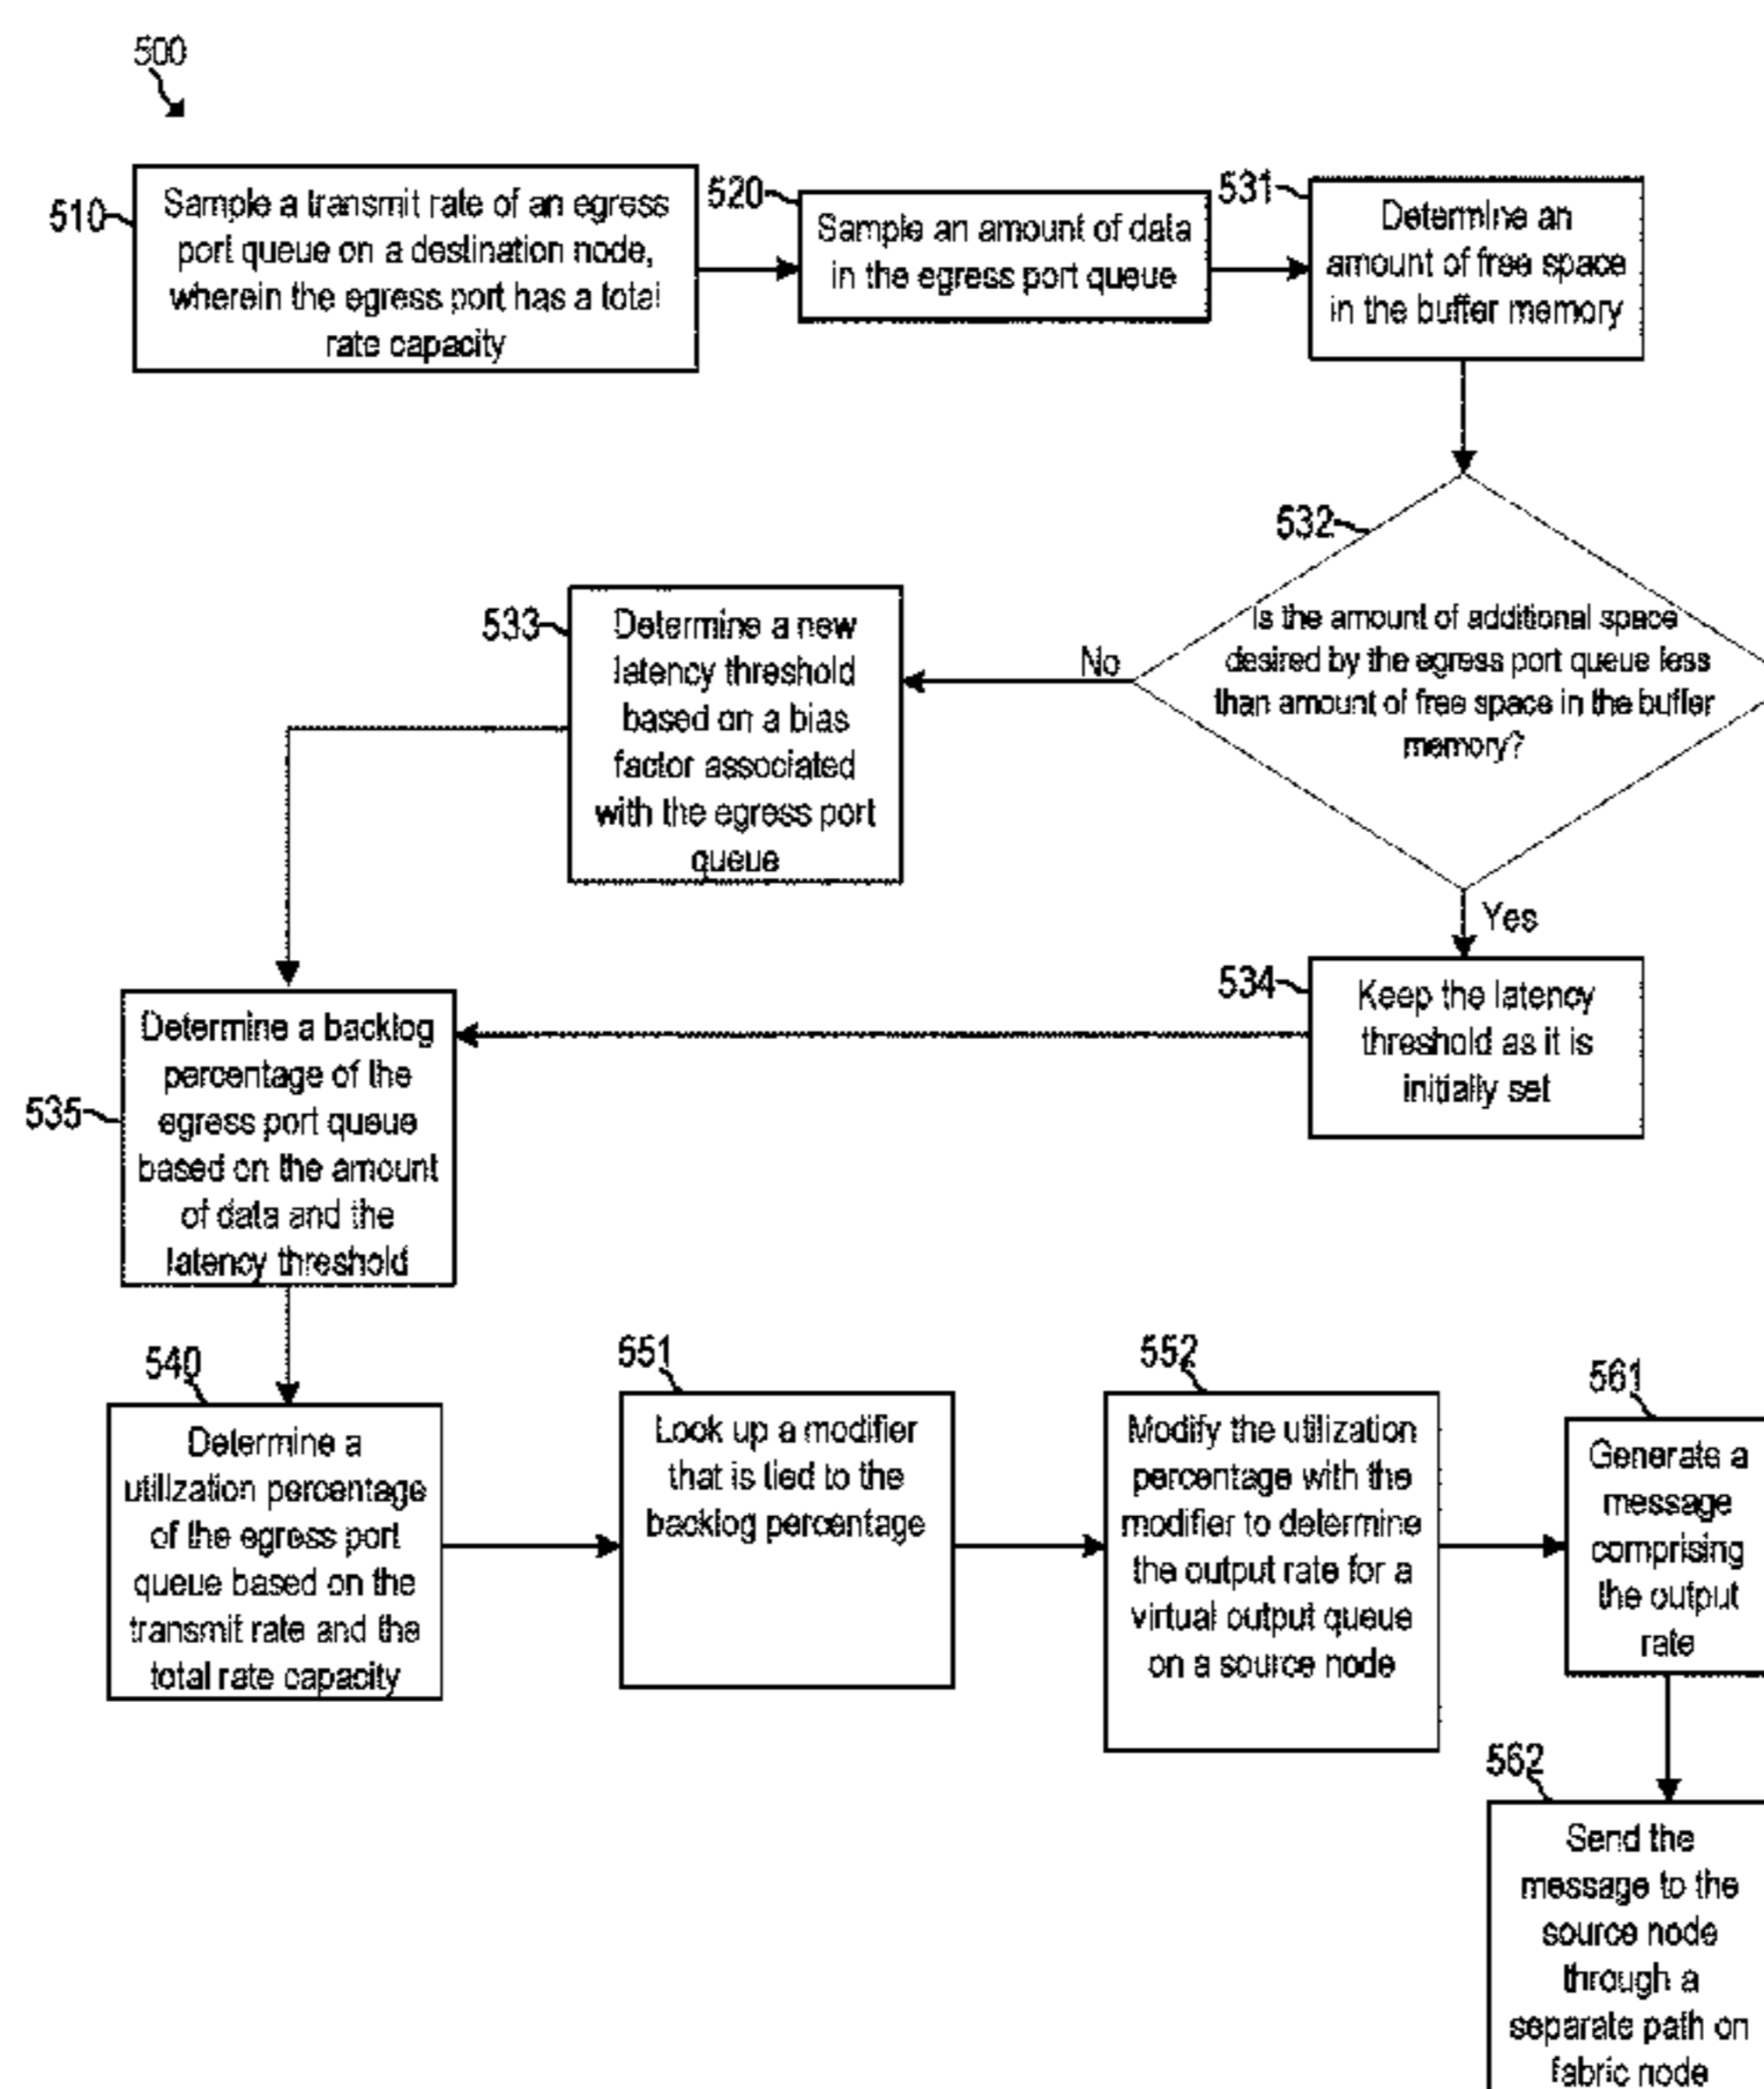 500
510
Sample a transmit rate of an egress
port queue on a destination node,
wherein the egress port has a total
rate capacity
520
Sample an amount of data
in the egress port queue
531
Determine an
amount of free space
in the buffer memory
532
Is the amount of additional space
desired by the egress port queue less
than amount of free space in the buffer
memory?
No
533
Determine a new
latency threshold
based on a bias
factor associated
with the egress port
queue
Yes
534
Keep the latency
threshold as it is
initially set
535
Determine a backlog
percentage of the
egress port queue
based on the amount
of data and the
latency threshold
540
Determine a
utilization percentage
of the egress port
queue based on the
transmit rate and the
total rate capacity
551
Look up a modifier
that is tied to the
backlog percentage
552
Modify the utilization
percentage with the
modifier to determine
the output rate for a
virtual output queue
on a source node
561
Generate a
message
comprising
the output
rate
562
Send the
message to the
source node
through a
separate path on
fabric node